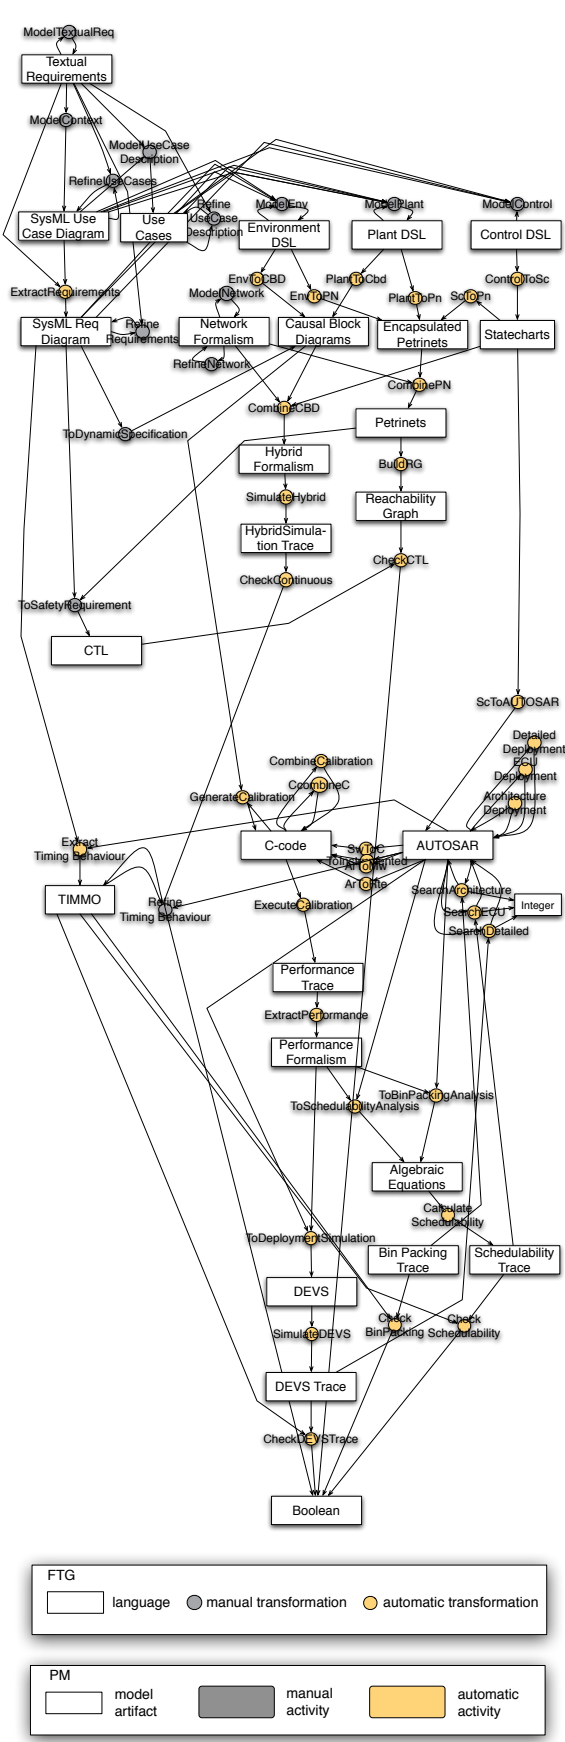 ModelTextualReq
Textual
Requirements
ModelContext
ModelUseCase
Description
RefineUseCases
Refine
UseCase
Description
ModelEnv
ModelPlant
ModelControl
SysML Use
Case Diagram
Use
Cases
Environment
DSL
Plant DSL
Control DSL
ExtractRequirements
ModelNetwork
EnvToCBD
EnvToPN
PlantToCbd
PlantToPn
ScToPn
ControlToSc
SysML Req
Diagram
Refine
Requirements
Network
Formalism
Causal Block
Diagrams
Encapsulated
Petrinets
Statecharts
RefineNetwork
CombinePN
CombineCBD
ToDynamicSpecification
Petrinets
Hybrid
Formalism
BuildRG
SimulateHybrid
Reachability
Graph
HybridSimula-
tion Trace
CheckCTL
CheckContinuous
ToSafetyRequirement
CTL
ScToAUTOSAR
Detailed
Deployment
ECU
Deployment
Architecture
Deployment
CombineCalibration
CcombineC
GenerateCalibration
Extract
Timing Behaviour
C-code
SwToC
ToInstrumented
ArToMw
ArToRte
AUTOSAR
TIMMO
Refine
Timing Behaviour
ExecuteCalibration
SearchArchitecture
SearchECU
SearchDetailed
Integer
Performance
Trace
ExtractPerformance
Performance
Formalism
ToSchedulabilityAnalysis
ToBinPackingAnalysis
Algebraic
Equations
Calculate
Schedulability
ToDeploymentSimulation
Bin Packing
Trace
Schedulability
Trace
DEVS
SimulateDEVS
Check
BinPacking
Check
Schedulability
DEVS Trace
CheckDEVSTrace
Boolean
FTG
language
manual transformation
automatic transformation
PM
model
artifact
manual
activity
automatic
activity